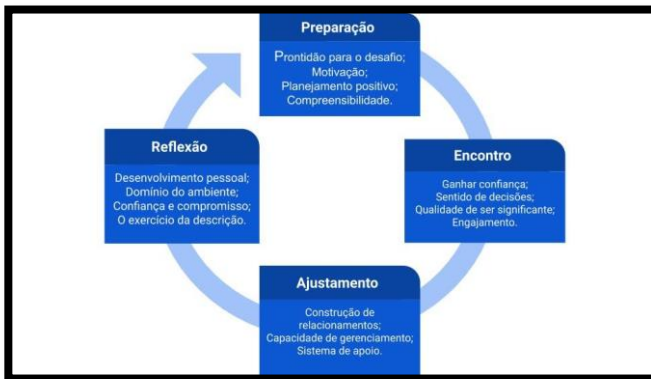 Preparação
Prontidão para o desafio;
Motivação;
Planejamento positivo;
Compreensibilidade.
Encontro
Ganhar confiança;
Sentido de decisões;
Qualidade de ser significante;
Engajamento.
Ajustamento
Construção de
relacionamentos;
Capacidade de gerenciamento;
Sistema de apoio.
Reflexão
Desenvolvimento pessoal;
Domínio do ambiente;
Confiança e compromisso;
O exercício da descrição.